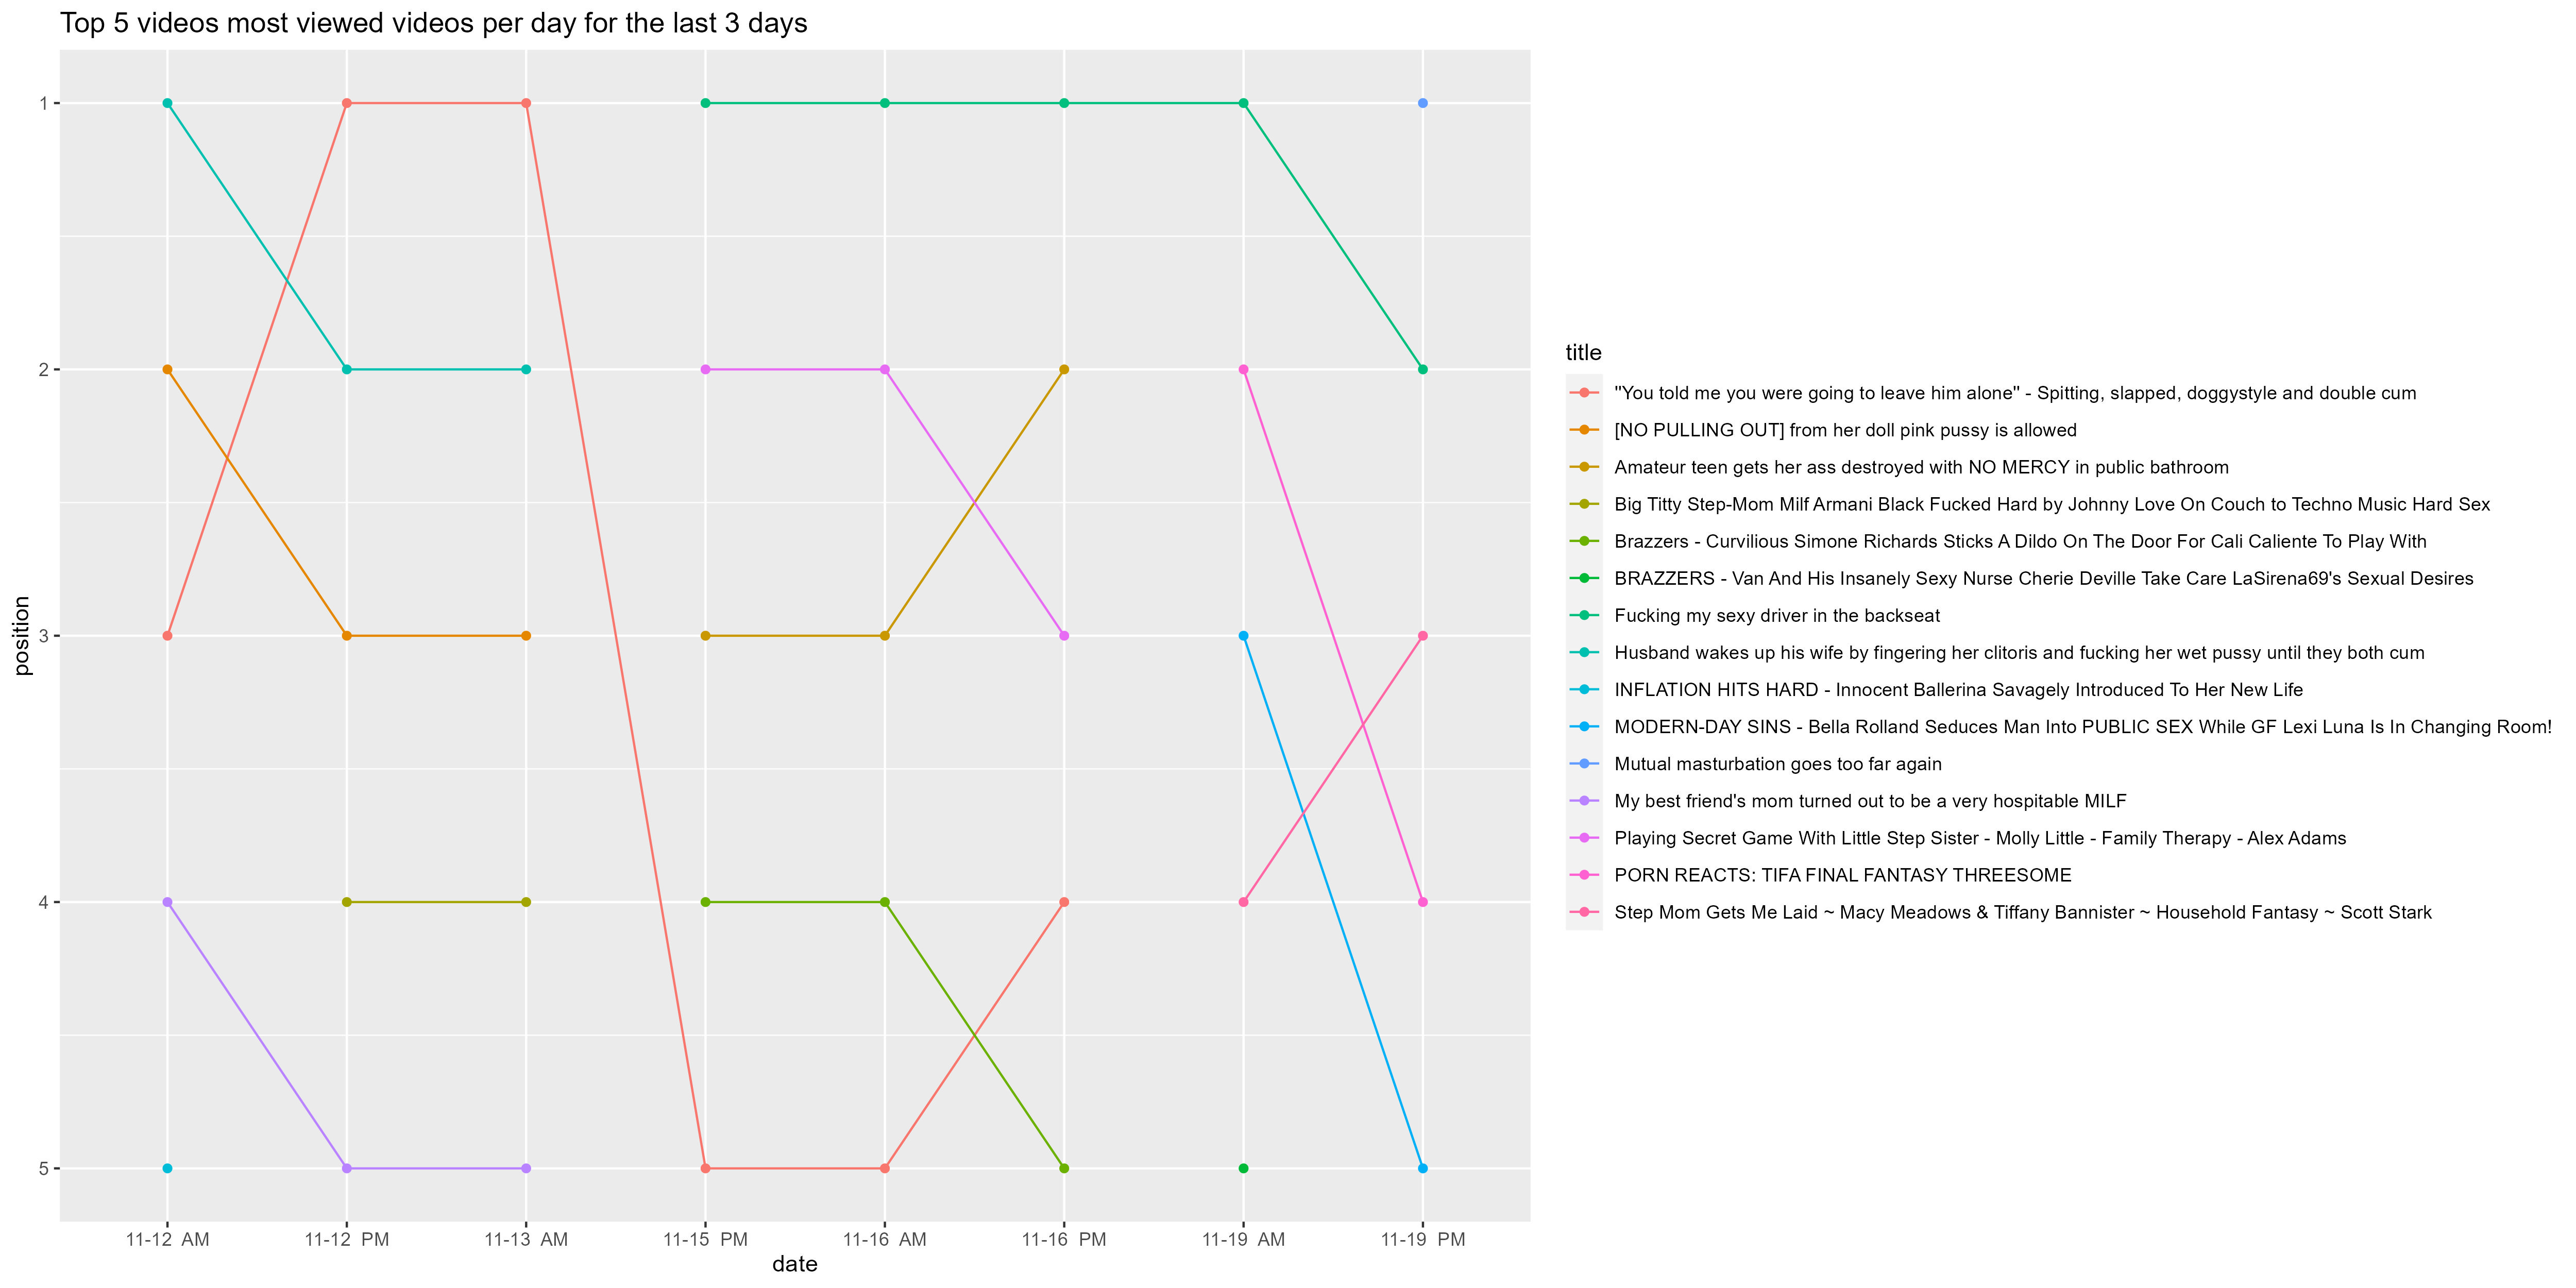 Top 5 videos most viewed videos per day for the last 3 days
1
2
3
4
5
position
11-12 AM
11-12 PM
11-13 AM
11-15 PM
11-16 AM
11-16 PM
11-19 AM
11-19 PM
date
title
"You told me you were going to leave him alone" - Spitting, slapped, doggystyle and double cum
[NO PULLING OUT] from her doll pink pussy is allowed
Amateur teen gets her ass destroyed with NO MERCY in public bathroom
Big Titty Step-Mom Milf Armani Black Fucked Hard by Johnny Love On Couch to Techno Music Hard Sex
Brazzers - Curvilious Simone Richards Sticks A Dildo On The Door For Cali Caliente To Play With
BRAZZERS - Van And His Insanely Sexy Nurse Cherie Deville Take Care LaSirena69's Sexual Desires
Fucking my sexy driver in the backseat
Husband wakes up his wife by fingering her clitoris and fucking her wet pussy until they both cum
INFLATION HITS HARD - Innocent Ballerina Savagely Introduced To Her New Life
MODERN-DAY SINS - Bella Rolland Seduces Man Into PUBLIC SEX While GF Lexi Luna Is In Changing Room!
Mutual masturbation goes too far again
My best friend's mom turned out to be a very hospitable MILF
Playing Secret Game With Little Step Sister - Molly Little - Family Therapy - Alex Adams
PORN REACTS: TIFA FINAL FANTASY THREESOME
Step Mom Gets Me Laid ~ Macy Meadows & Tiffany Bannister ~ Household Fantasy ~ Scott Stark